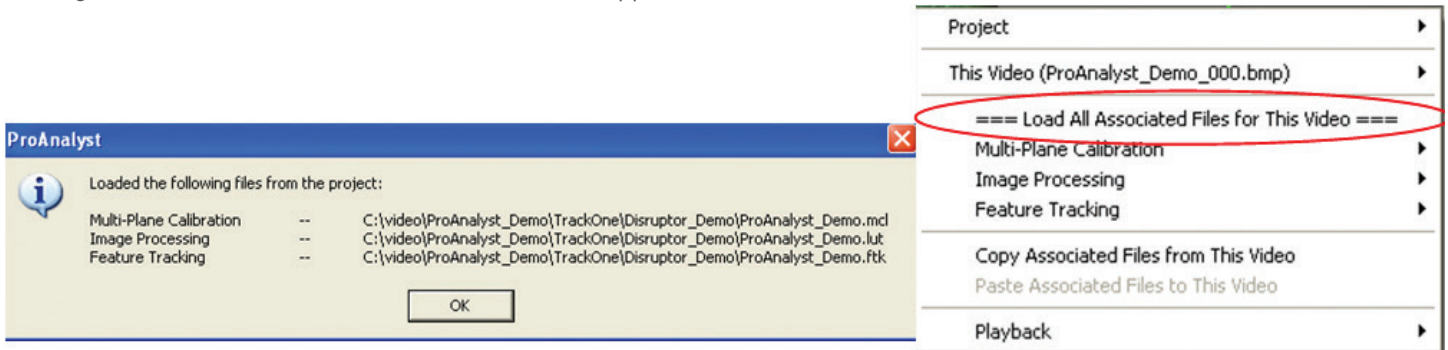 Project
This Video (ProAnalyst_Demo_000.bmp)
=== Load All Associated Files for This Video ===
Multi-Plane Calibration
Image Processing
Feature Tracking
Copy Associated Files from This Video
Paste Associated Files to This Video
Playback
ProAnalyst
Loaded the following files from the project:
Multi-Plane Calibration -- C:\video\ProAnalyst_Demo\TrackOne\Disruptor_Demo\ProAnalyst_Demo.mcl
Image Processing -- C:\video\ProAnalyst_Demo\TrackOne\Disruptor_Demo\ProAnalyst_Demo.lut
Feature Tracking -- C:\video\ProAnalyst_Demo\TrackOne\Disruptor_Demo\ProAnalyst_Demo.ftk
OK